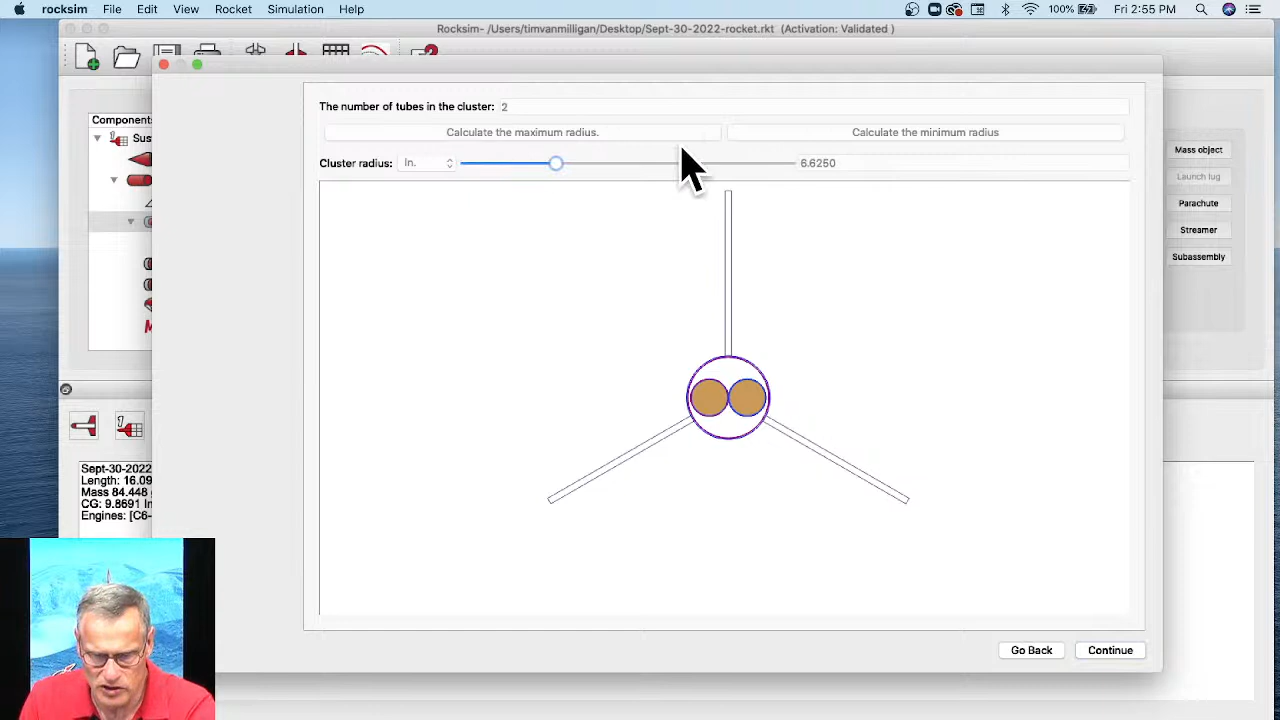 rocksim File Edit View Rocket Simulation Help 100% Fri 2:55 PM
Rocksim- /Users/timvanmilligan/Desktop/Sept-30-2022-rocket.rkt (Activation: Validated )
The number of tubes in the cluster: 2
Components
Calculate the maximum radius. Calculate the minimum radius
Sus
Mass object
Cluster radius: In. 6.6250
Launch lug
Parachute
Streamer
Subassembly
M
Sept-30-2022
Length: 16.09
Mass 84.448
CG: 9.8691 In
Engines: [C6-
Go Back Continue